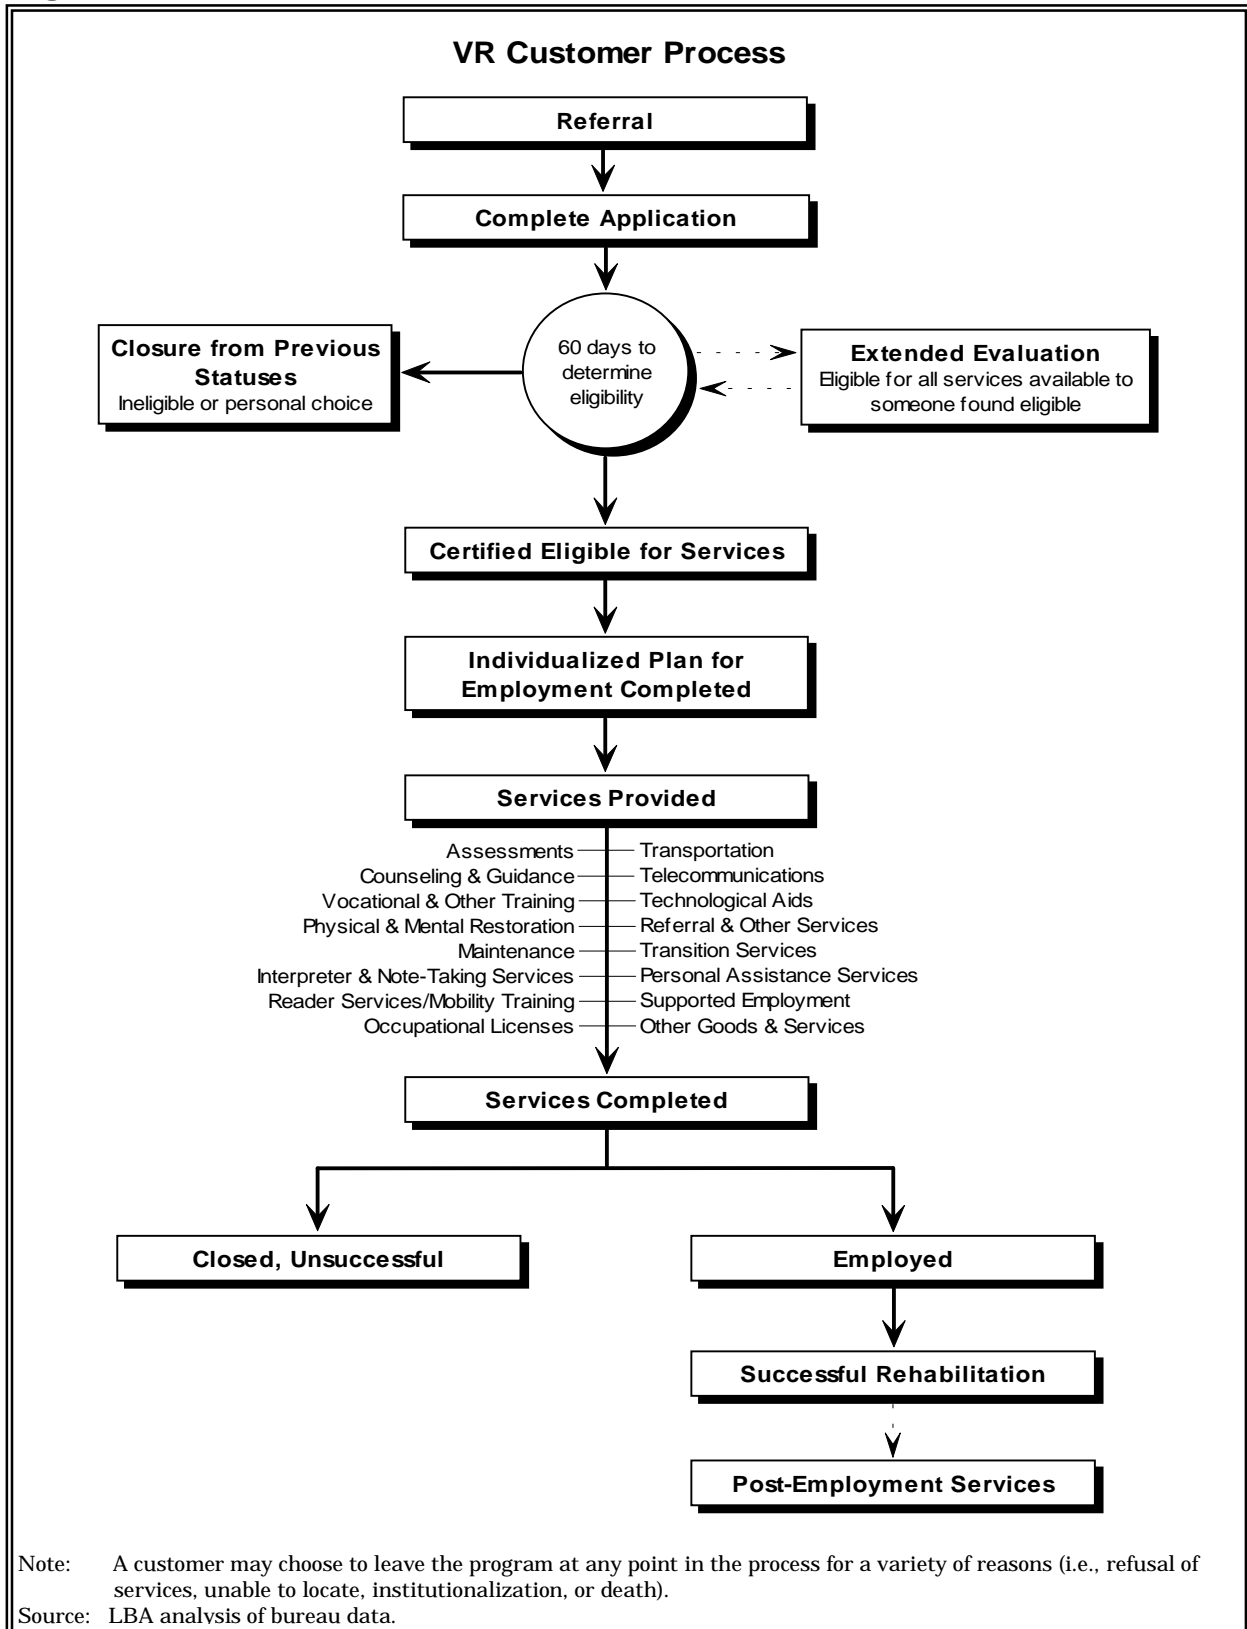 VR Customer Process
Referral
Complete Application
60 days to
determine
eligibility
Closure from Previous
Statuses
Ineligible or personal choice
Extended Evaluation
Eligible for all services available to
someone found eligible
Certified Eligible for Services
Individualized Plan for
Employment Completed
Services Provided
Assessments
Counseling & Guidance
Vocational & Other Training
Physical & Mental Restoration
Maintenance
Interpreter & Note-Taking Services
Reader Services/Mobility Training
Occupational Licenses
Transportation
Telecommunications
Technological Aids
Referral & Other Services
Transition Services
Personal Assistance Services
Supported Employment
Other Goods & Services
Services Completed
Closed, Unsuccessful
Employed
Successful Rehabilitation
Post-Employment Services
Note: A customer may choose to leave the program at any point in the process for a variety of reasons (i.e., refusal of
services, unable to locate, institutionalization, or death).
Source: LBA analysis of bureau data.